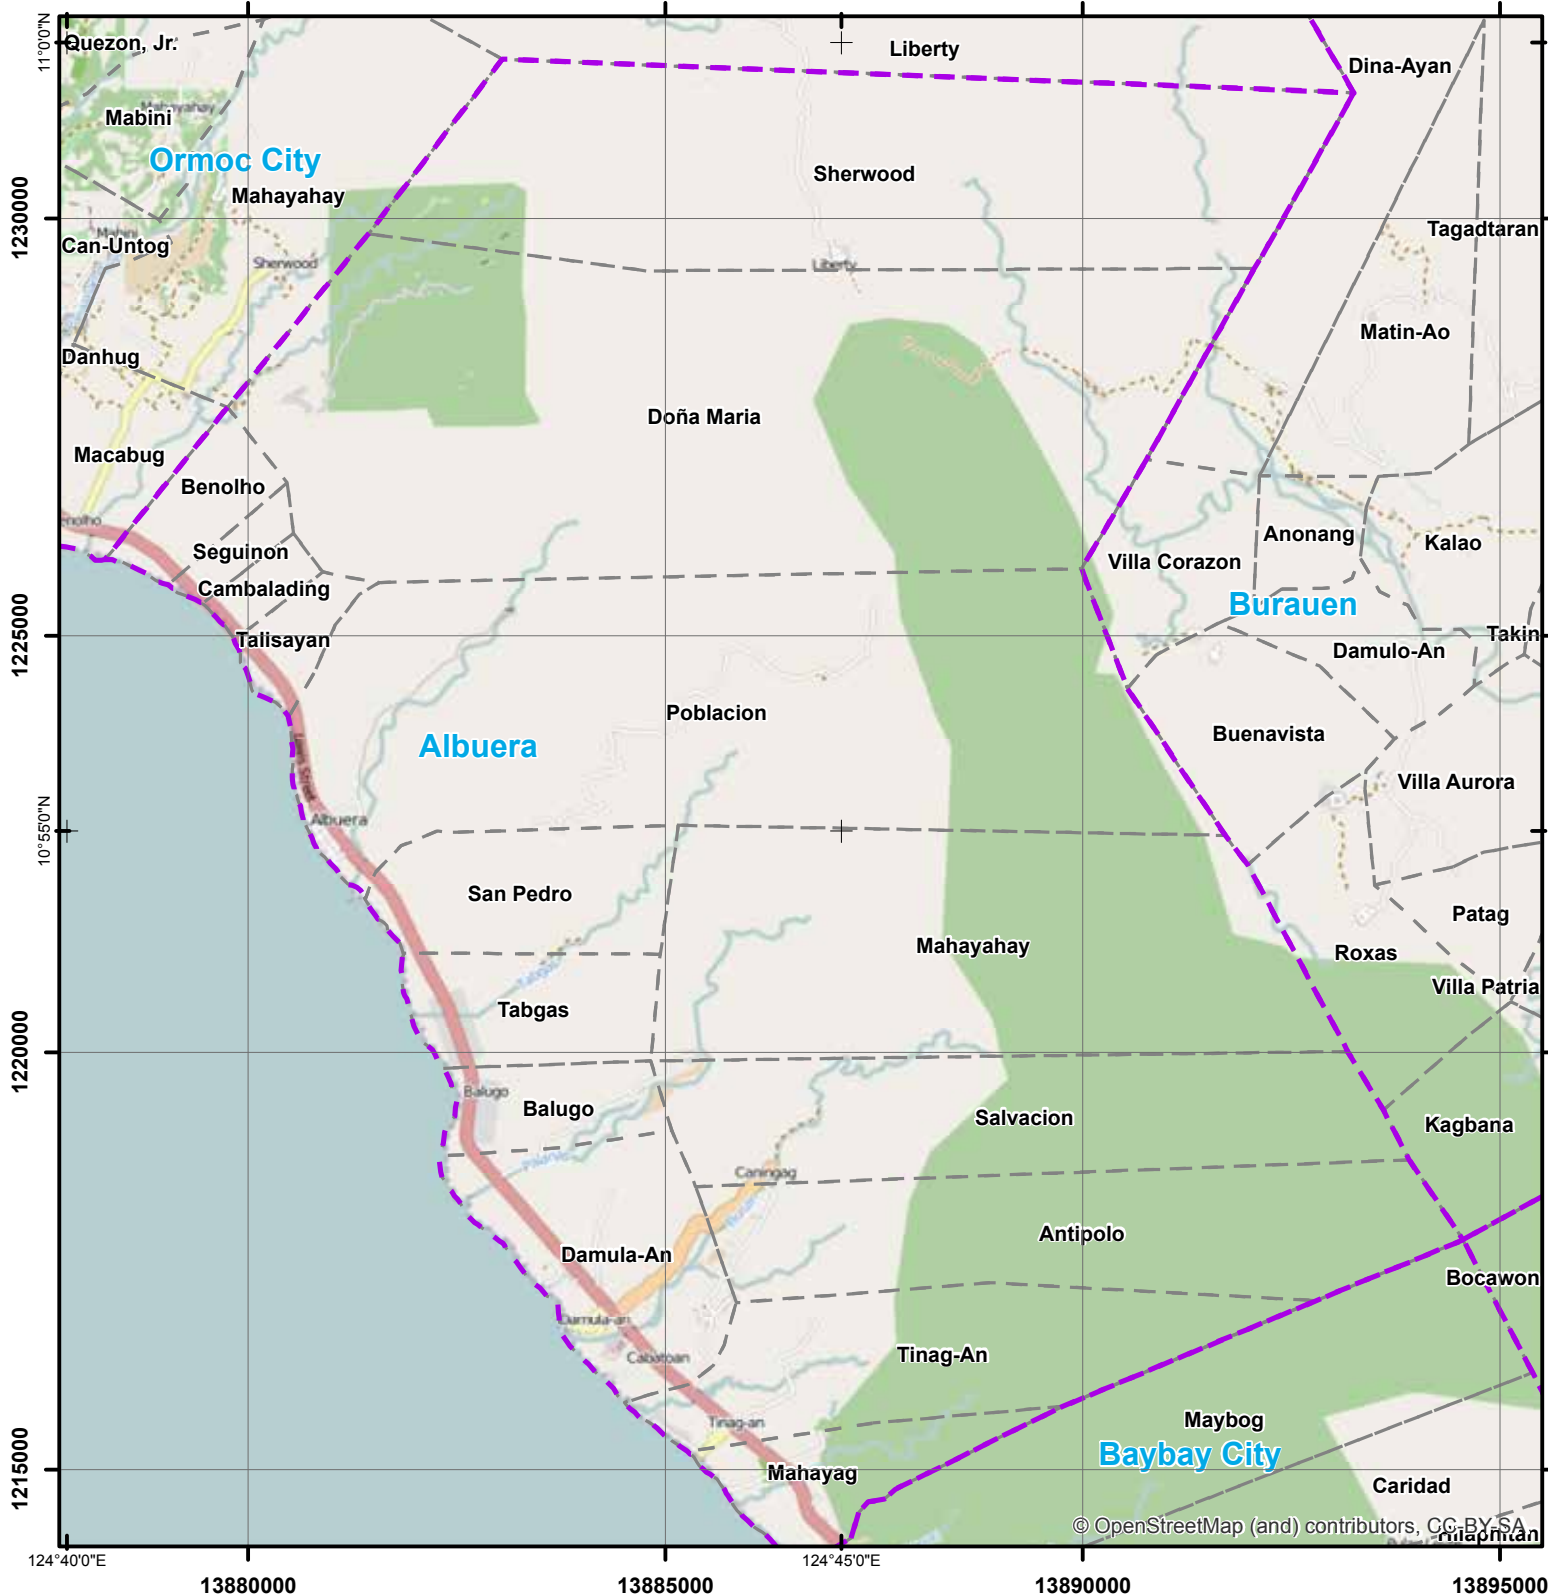 11°0'0"N
Quezon, Jr.
Liberty
Dina-Ayan
Mahayahay
Mabini
Ormoc City
Sherwood
Mahayahay
1230000
Mabini
Can-Untog
Tagadtaran
Sherwood
Liberty
Matin-Ao
Danhug
Doña Maria
Macabug
Benolho
Anonang
Kalao
Seguinon
Villa Corazon
Cambalading
Burauen
1225000
Talisayan
Takin
Damulo-An
Poblacion
Buenavista
Albuera
Villa Aurora
Albuera
10°55'0"N
San Pedro
Patag
Mahayahay
Roxas
Tabgas
Villa Patria
Tabgas
1220000
Balugo
Balugo
Salvacion
Kagbana
Caningag
Antipolo
Damula-An
Bocawon
Damula-an
Cabatoan
Tinag-An
Tinag-an
Maybog
Baybay City
1215000
Mahayag
Caridad
© OpenStreetMap (and) contributors, CC-BY-SA
124°40'0"E
124°45'0"E
13880000
13885000
13890000
13895000